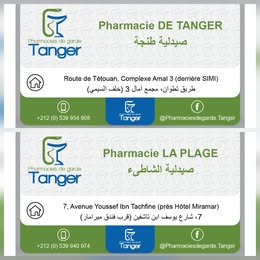 Pharmacies de garde
Tanger
Pharmacie DE TANGER
صيدلية طنجة
Route de Tétouan, Complexe Amal 3 (derrière SIMI)
طريق تطوان، مجمع أمال 3 (خلف السيمي)
+212 (0) 539 954 808
@Pharmaciesdegarde.Tanger
Pharmacies de garde
Tanger
Pharmacie LA PLAGE
صيدلية الشاطىء
7, Avenue Youssef Ibn Tachfine (près Hôtel Miramar)
7، شارع يوسف ابن تاشفين (قرب فندق ميرامار)
+212 (0) 539 940 974
@Pharmaciesdegarde.Tanger